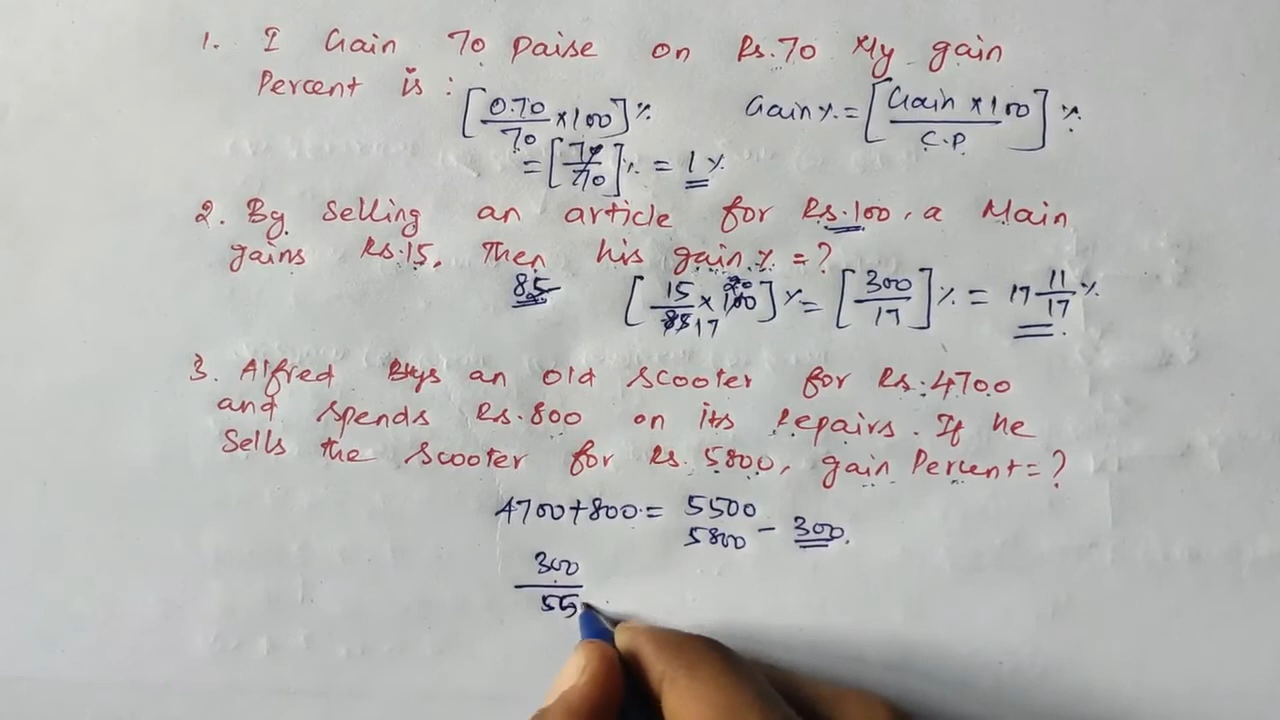 1. I Gain 70 Paise on Rs.70 My gain
Percent is :
[0.70/70 ×100]% Gain%=[Gain ×100/C.P]%
=[70/70]% = 1%
2. By Selling an article for Rs.100, a Main
gains Rs.15, Then his gain% =?
85 [15/85 17 × 100 20]% = [300/17]% = 17 11/17%
3. Alfred Buys an old Scooter for Rs.4700
and spends Rs.800 on its repairs. If he
Sells the scooter for Rs.5800, gain Percent=?
4700+800 = 5500
5800 - 300.
300
55